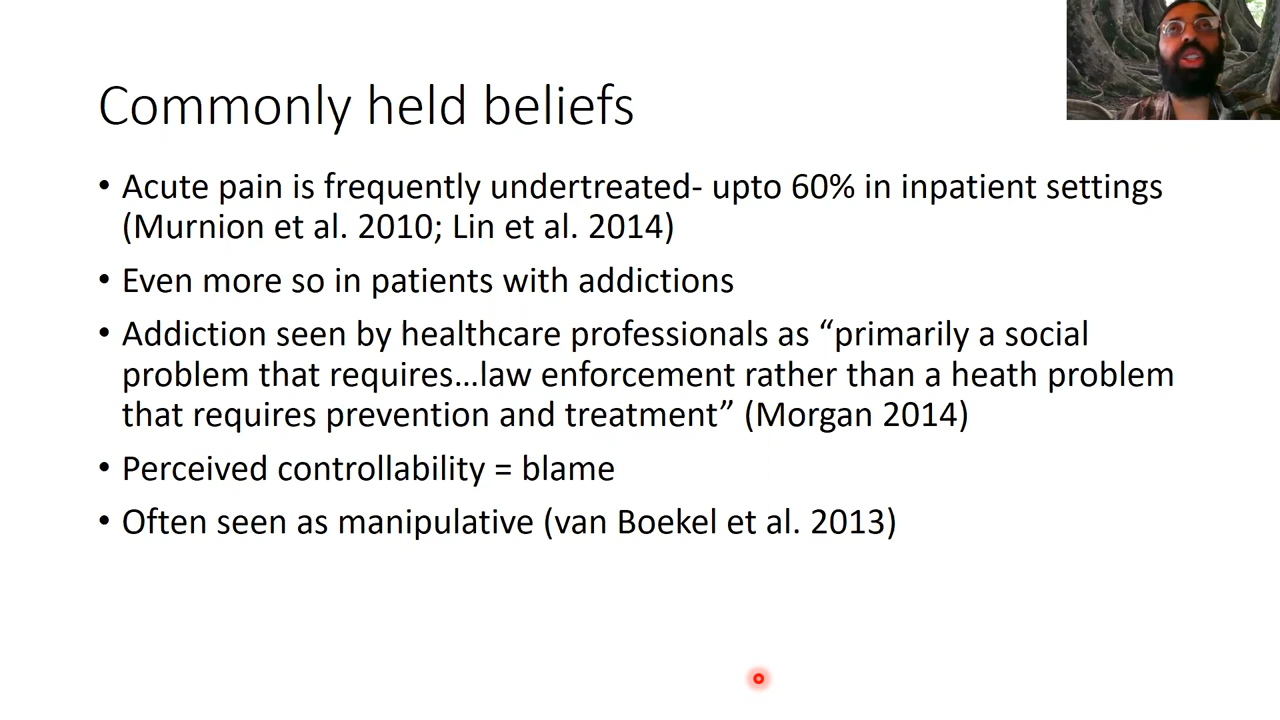 Commonly held beliefs
• Acute pain is frequently undertreated- upto 60% in inpatient settings
(Murnion et al. 2010; Lin et al. 2014)
• Even more so in patients with addictions
• Addiction seen by healthcare professionals as “primarily a social
problem that requires…law enforcement rather than a heath problem
that requires prevention and treatment” (Morgan 2014)
• Perceived controllability = blame
• Often seen as manipulative (van Boekel et al. 2013)